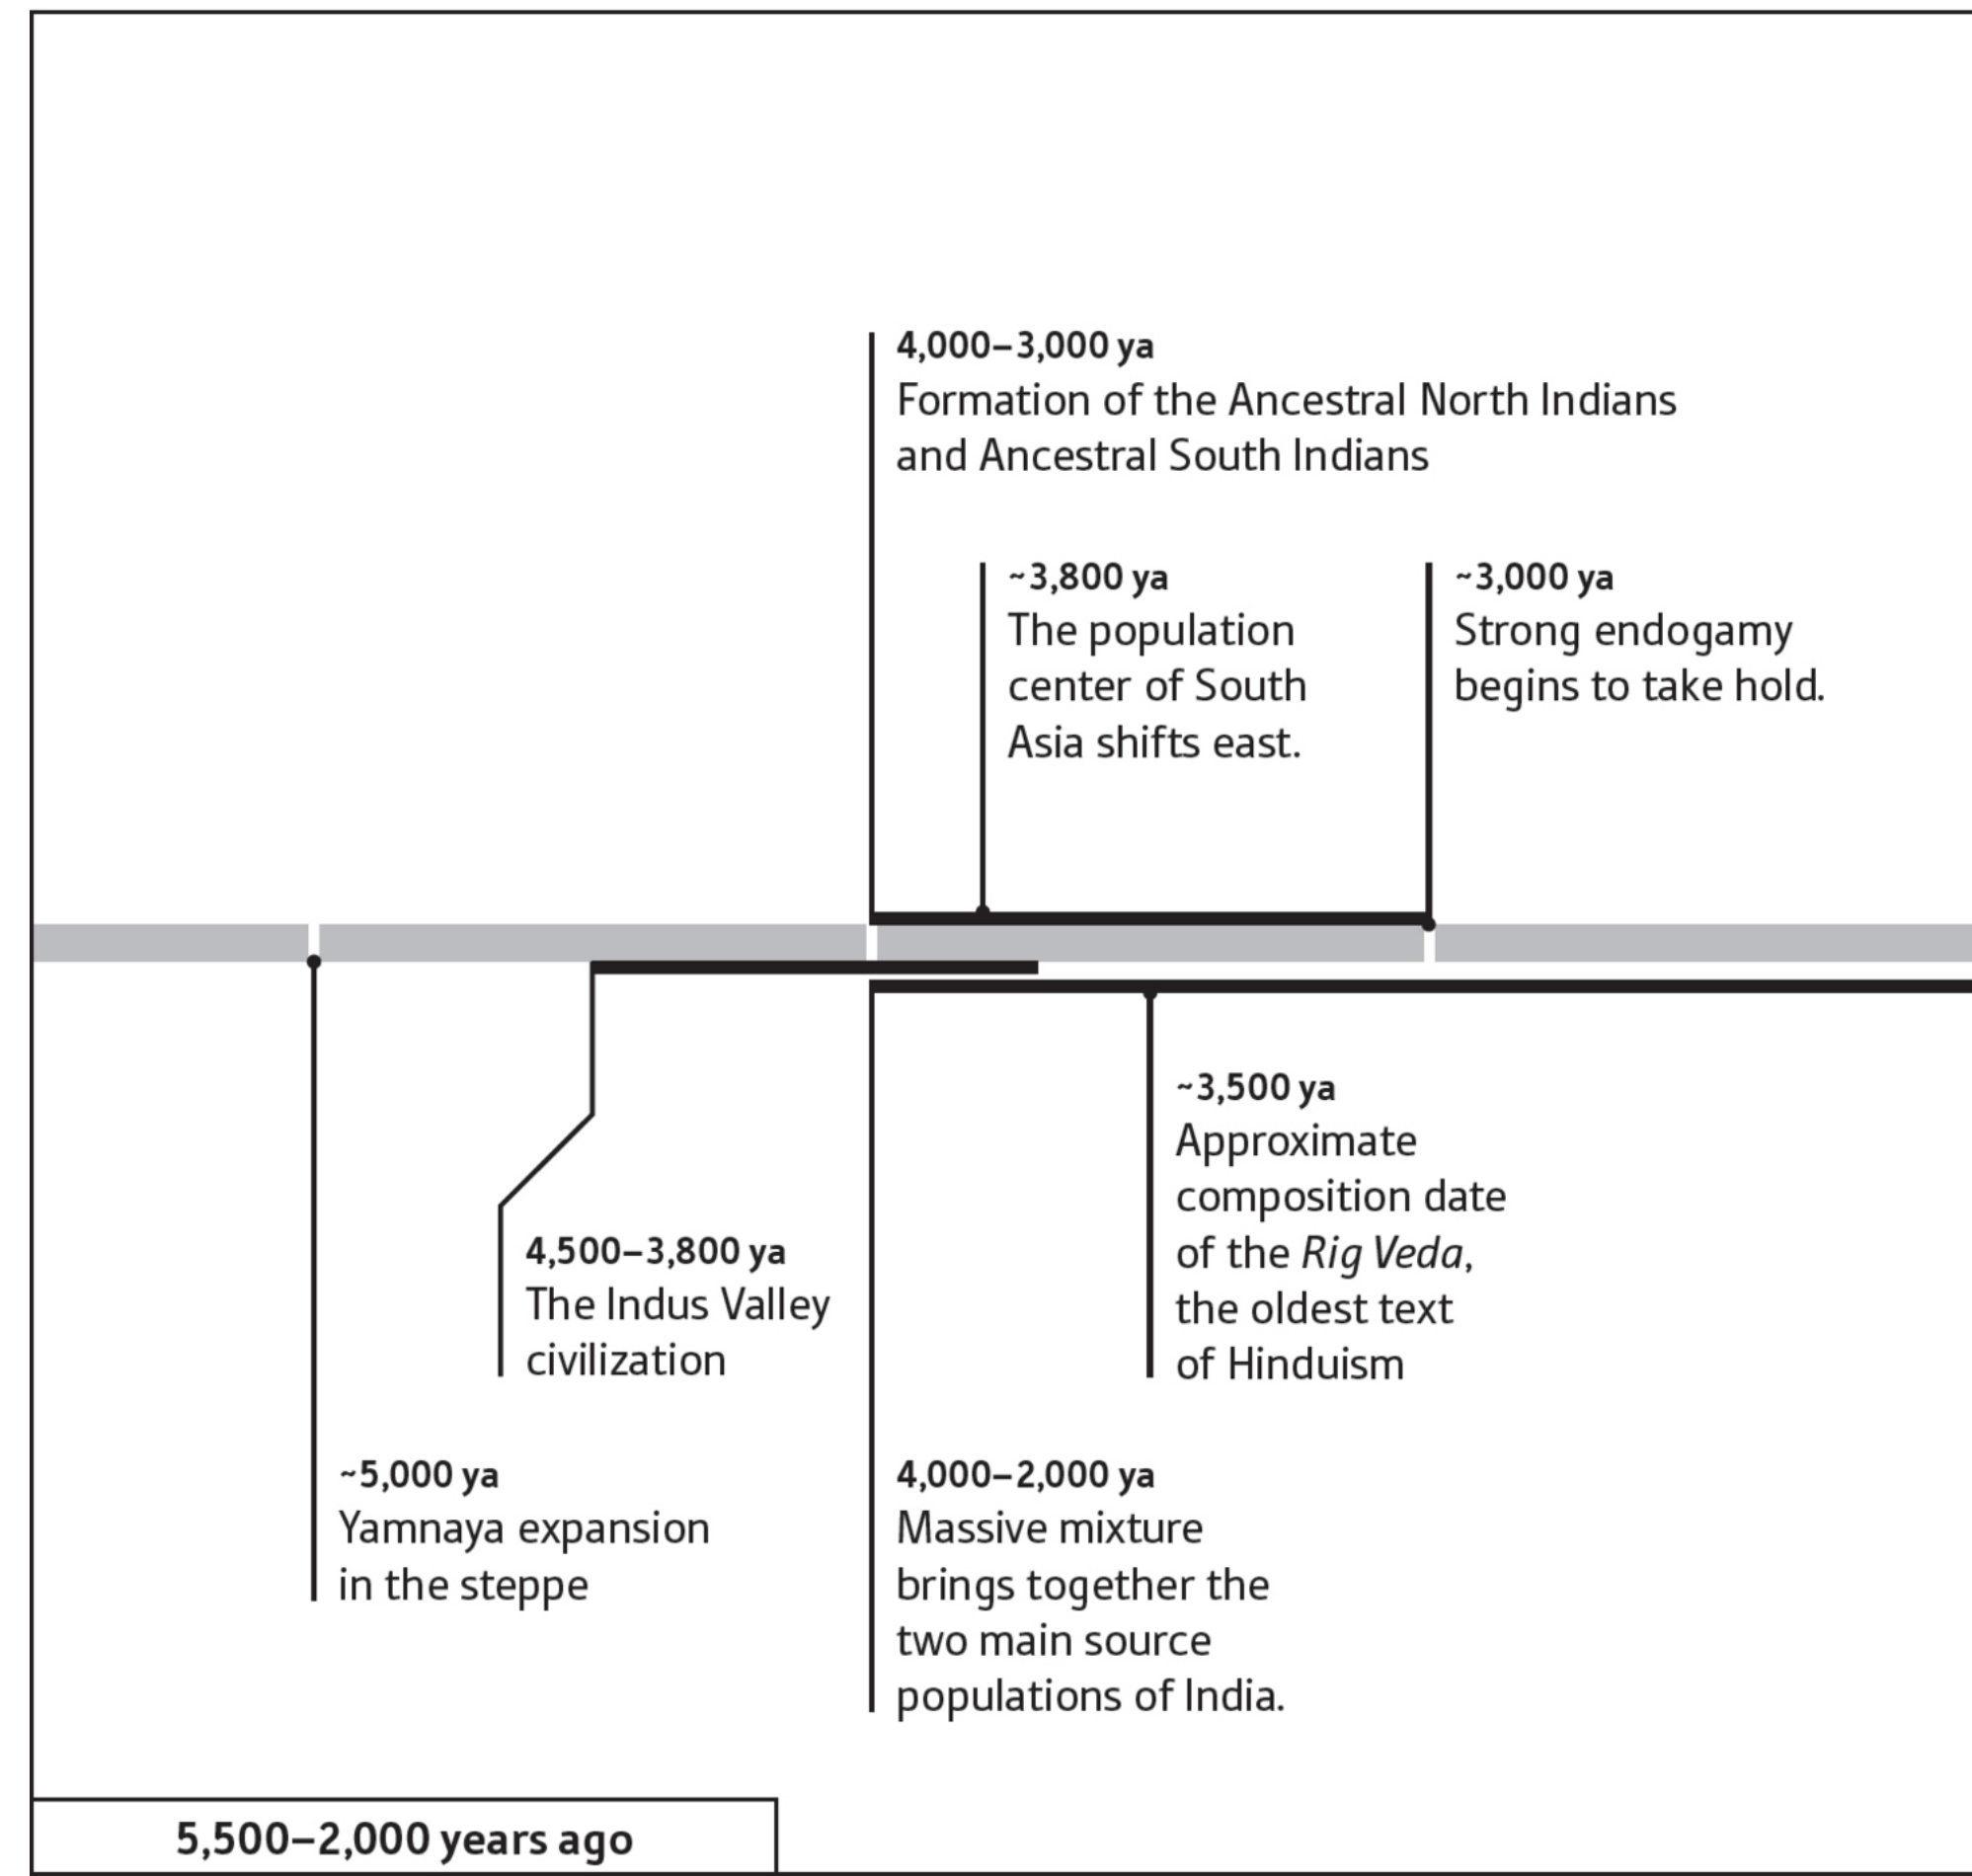 4,000–3,000 ya
Formation of the Ancestral North Indians
and Ancestral South Indians
~3,800 ya
The population
center of South
Asia shifts east.
~3,000 ya
Strong endogamy
begins to take hold.
~3,500 ya
Approximate
composition date
of the Rig Veda,
the oldest text
of Hinduism
4,500–3,800 ya
The Indus Valley
civilization
~5,000 ya
Yamnaya expansion
in the steppe
4,000–2,000 ya
Massive mixture
brings together the
two main source
populations of India.
5,500–2,000 years ago